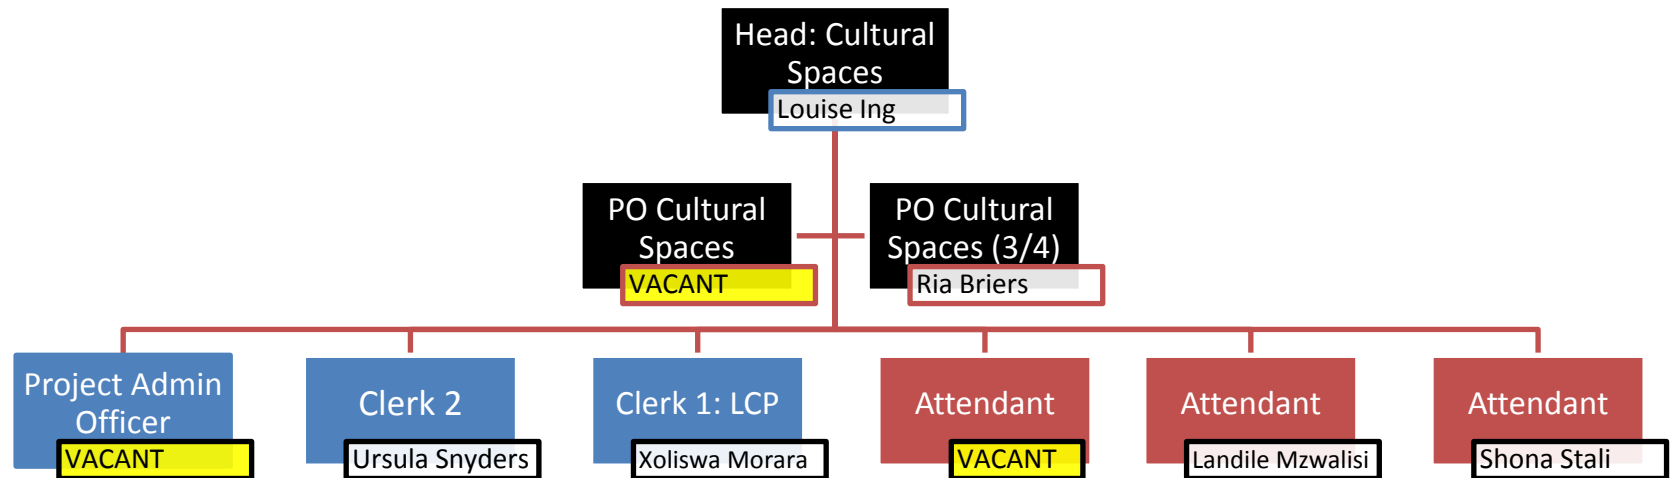 Head: Cultural
Spaces
Louise Ing
PO Cultural
Spaces
VACANT
PO Cultural
Spaces (3/4)
Ria Briers
Project Admin
Officer
VACANT
Clerk 2
Ursula Snyders
Clerk 1: LCP
Xoliswa Morara
Attendant
VACANT
Attendant
Landile Mzwalisi
Attendant
Shona Stali